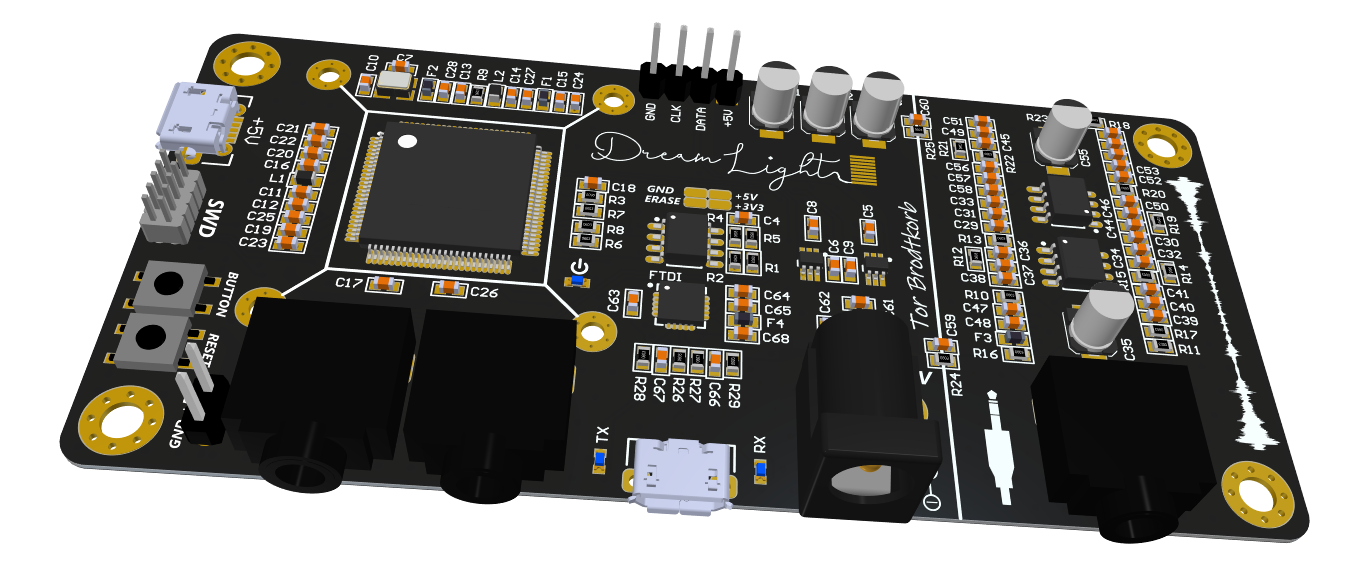 C10
C7
F2
C28
C13
R9
L2
C14
C27
F1
C15
C24
GND
CLK
DATA
+5V
+5V
C21
C22
C20
C16
L1
C11
C12
C25
C19
C23
SWD
Dream Light
C18
R3
R7
R8
R6
GND
ERASE
+5V
+3V3
R4
C4
R5
R1
R2
C8
C5
C6
C9
FTDI
C63
C64
C65
F4
C68
C62
C17
C26
BUTTON
RESET
GND
R28
C67
R26
R27
C66
R29
TX
RX
Tor Brodtkorb
C60
R25
R21
C51
C49
C45
R22
C56
C57
C58
C33
C31
C29
R13
R12
C38
C36
C37
R10
C47
C48
F3
R16
C59
R24
R23
R18
C55
C53
C52
R20
C50
R19
C46
C44
C32
C30
C34
R14
R15
C41
C40
C39
R17
R11
C35